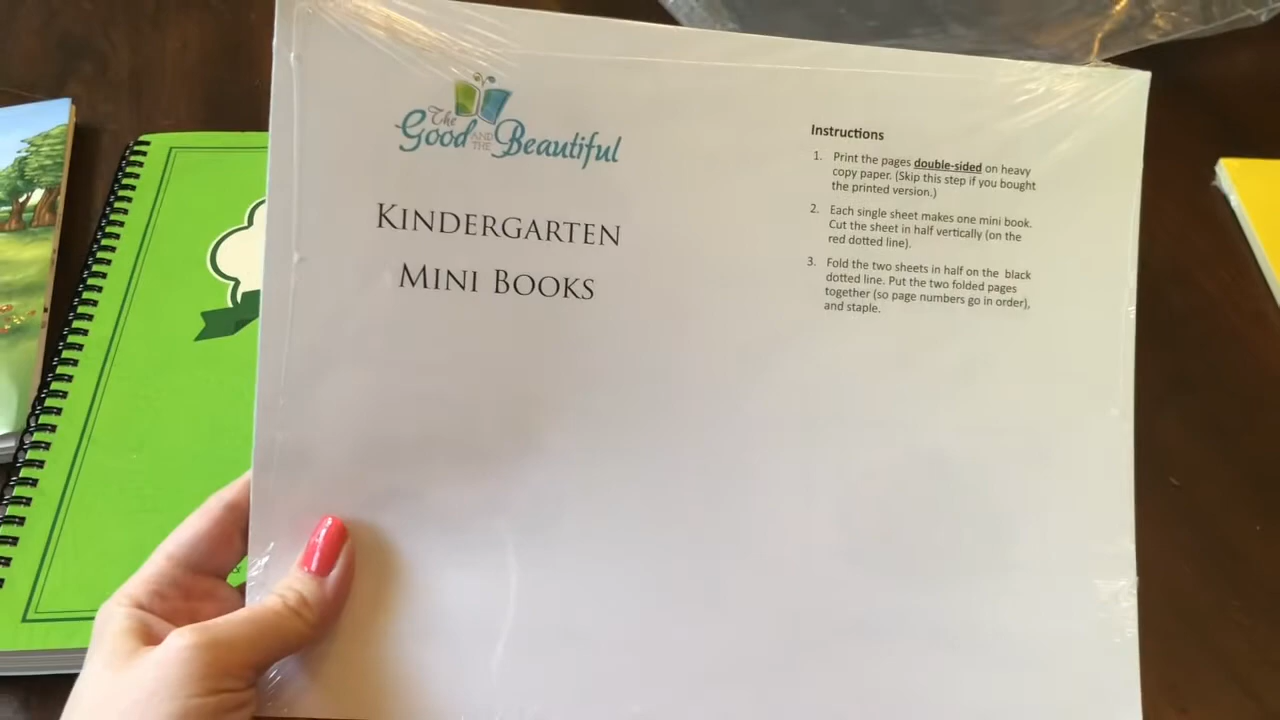 The
Good AND THE Beautiful
KINDERGARTEN
MINI BOOKS
Instructions
1. Print the pages double-sided on heavy
copy paper. (Skip this step if you bought
the printed version.)
2. Each single sheet makes one mini book.
Cut the sheet in half vertically (on the
red dotted line).
3. Fold the two sheets in half on the black
dotted line. Put the two folded pages
together (so page numbers go in order),
and staple.